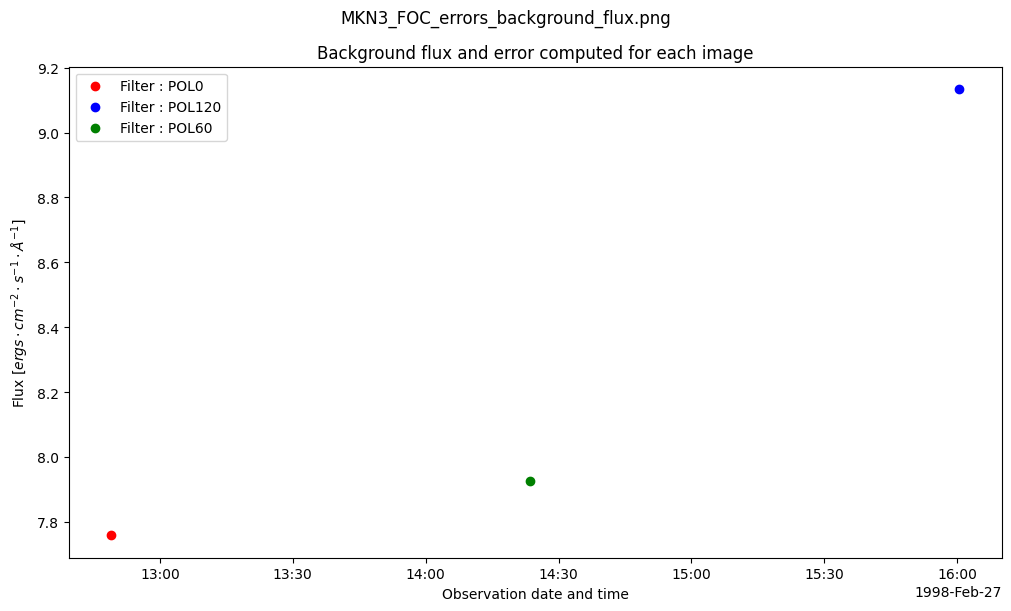 MKN3_FOC_errors_background_flux.png
Background flux and error computed for each image
Filter : POL0
Filter : POL120
Filter : POL60
Flux [ergs · cm⁻² · s⁻¹ · Å⁻¹]
9.2
9.0
8.8
8.6
8.4
8.2
8.0
7.8
13:00 13:30 14:00 14:30 15:00 15:30 16:00
1998-Feb-27
Observation date and time